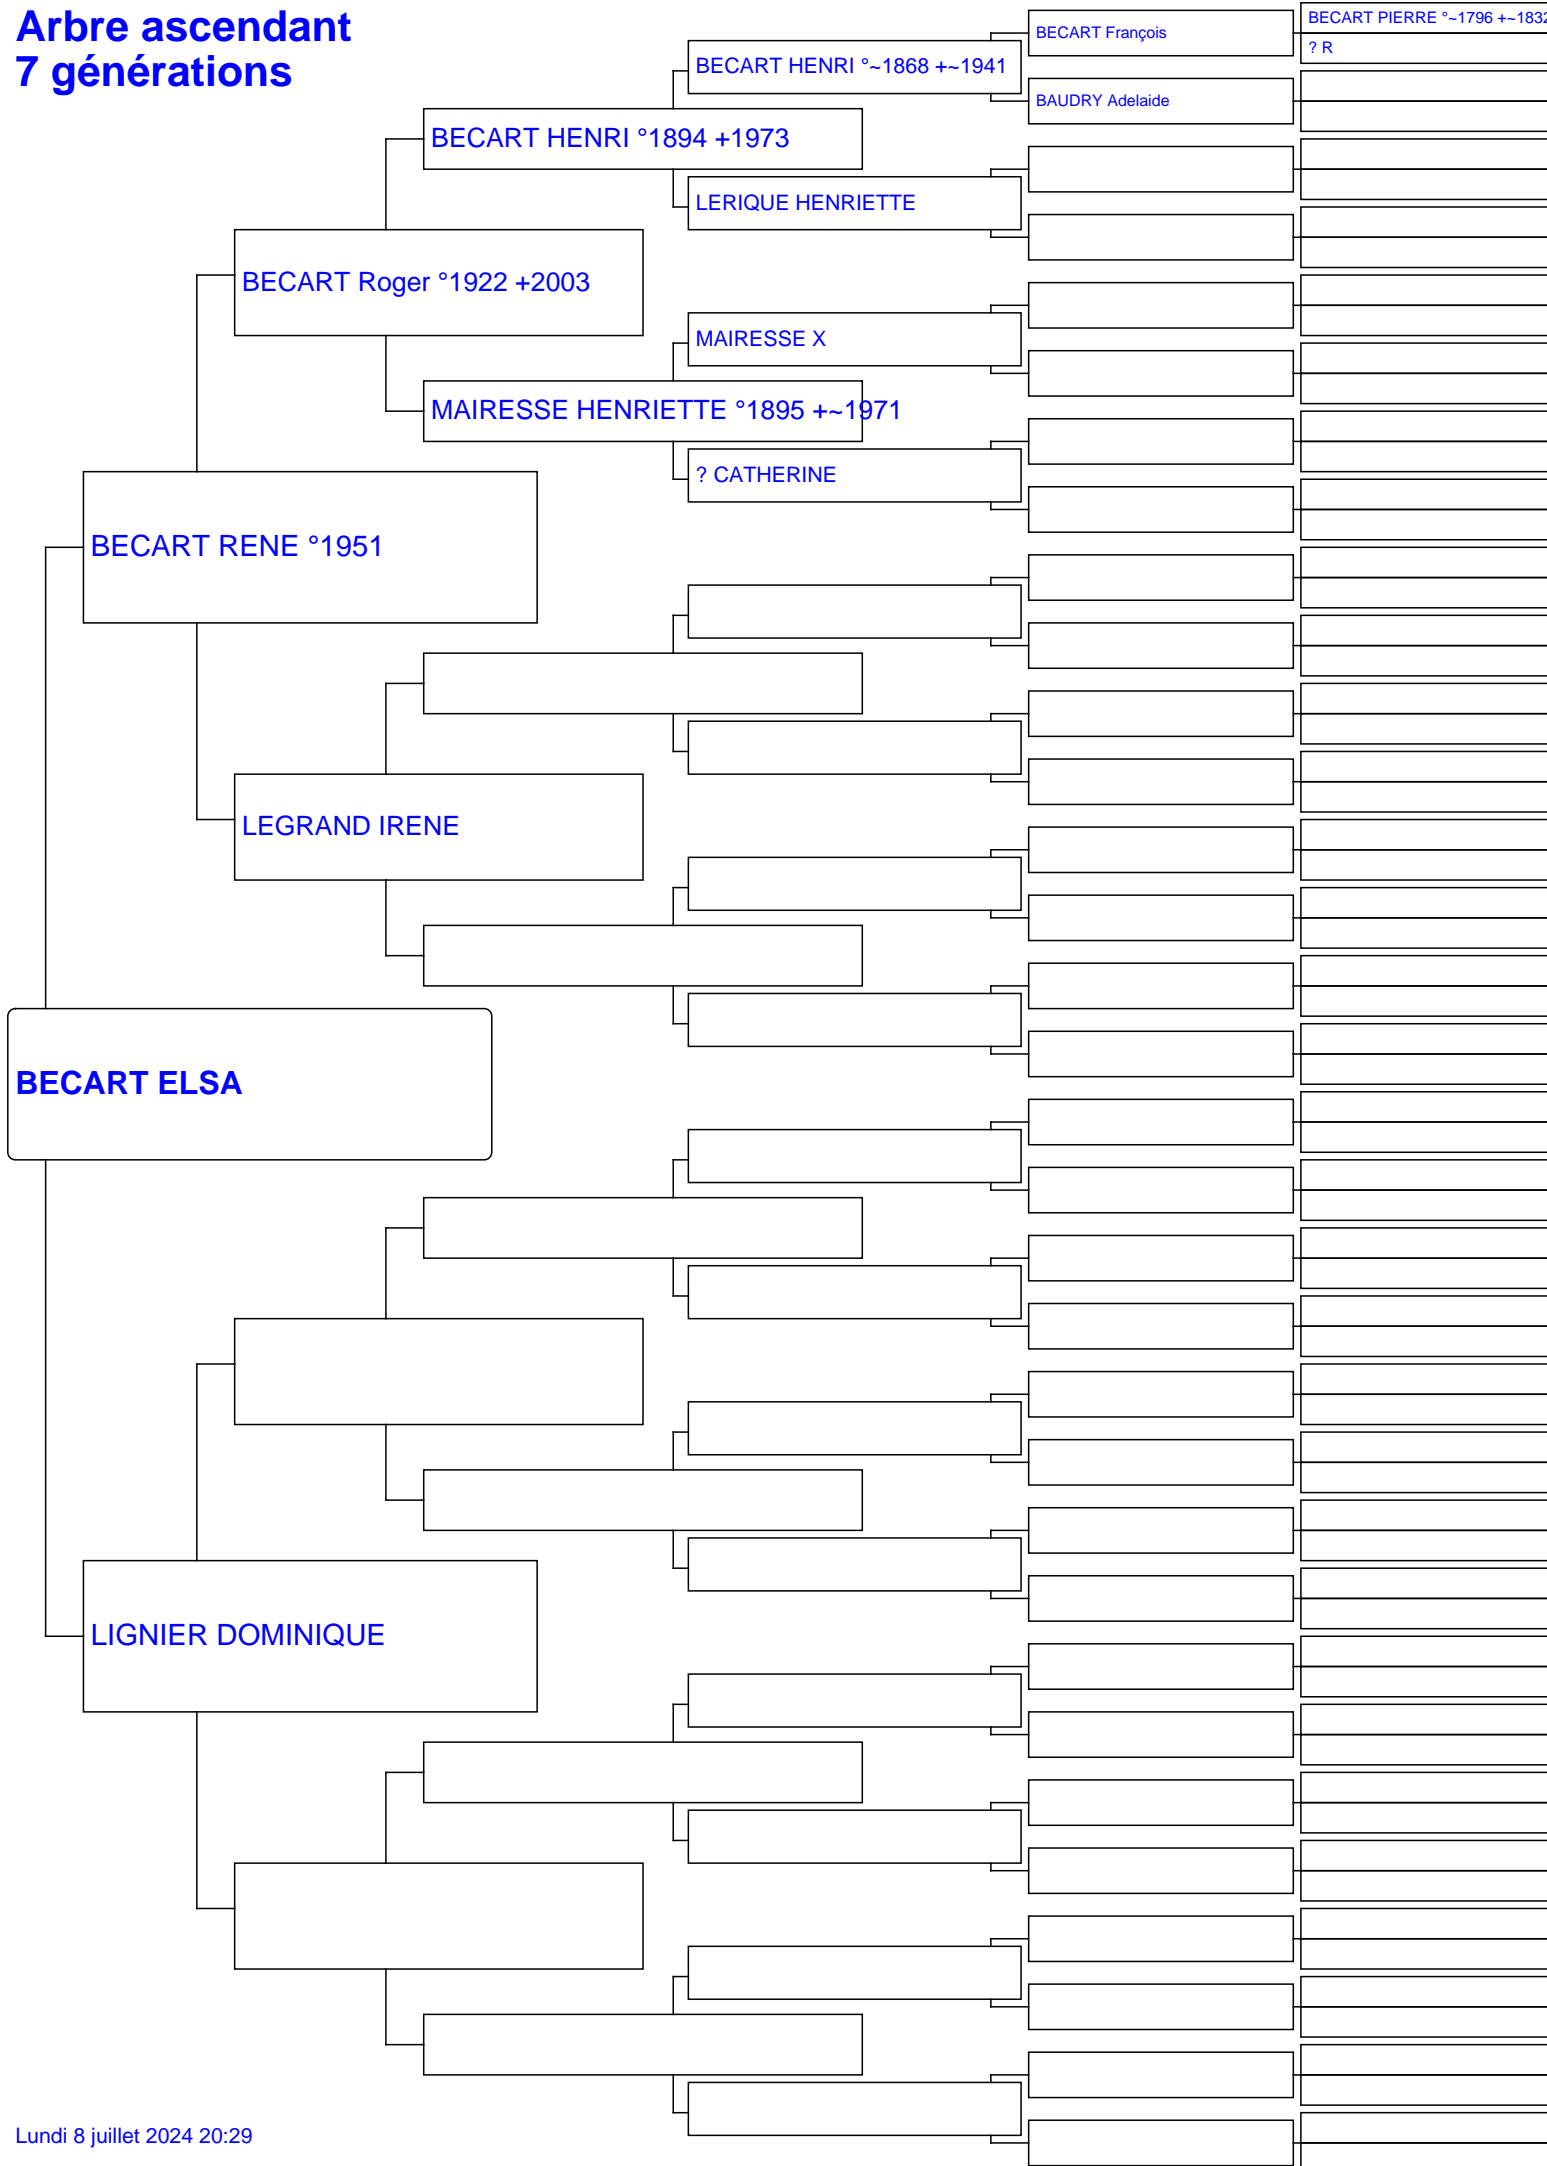 Arbre ascendant
7 générations
BECART François
BECART PIERRE °~1796 +~1832
? R
BECART HENRI °~1868 +~1941
BAUDRY Adelaide
BECART HENRI °1894 +1973
LERIQUE HENRIETTE
BECART Roger °1922 +2003
MAIRESSE X
MAIRESSE HENRIETTE °1895 +~1971
? CATHERINE
BECART RENE °1951
LEGRAND IRENE
BECART ELSA
LIGNIER DOMINIQUE
Lundi 8 juillet 2024 20:29